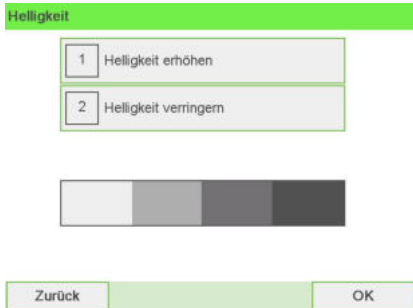 Helligkeit
1 Helligkeit erhöhen
2 Helligkeit verringern
Zurück OK